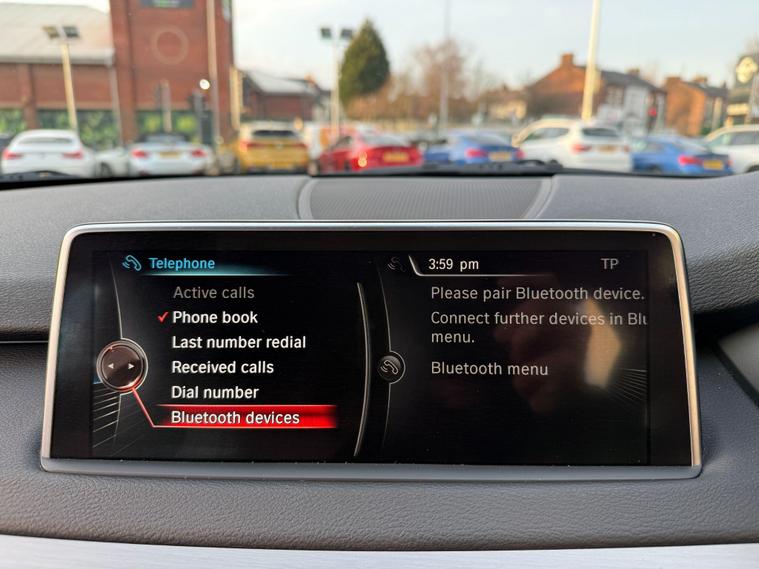 Telephone
Active calls
Phone book
Last number redial
Received calls
Dial number
Bluetooth devices
3:59 pm
TP
Please pair Bluetooth device.
Connect further devices in Blu
menu.
Bluetooth menu